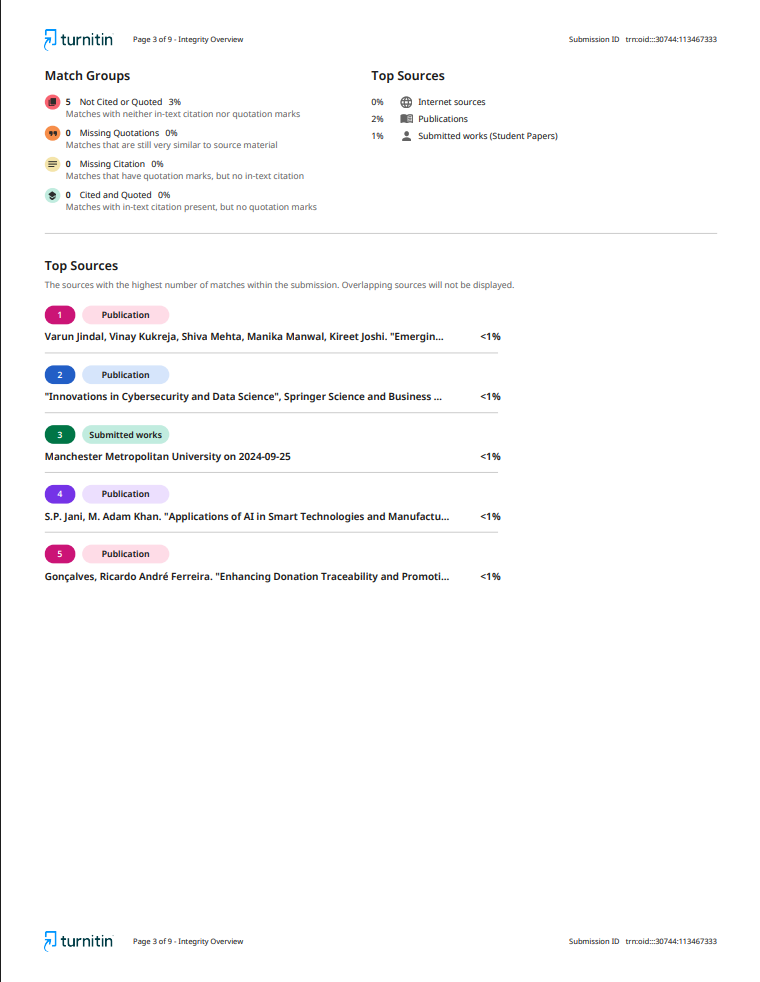 turnitin Page 3 of 9 - Integrity Overview Submission ID trn:oid:::30744:113467333
Match Groups
5 Not Cited or Quoted 3%
Matches with neither in-text citation nor quotation marks
0 Missing Quotations 0%
Matches that are still very similar to source material
0 Missing Citation 0%
Matches that have quotation marks, but no in-text citation
0 Cited and Quoted 0%
Matches with in-text citation present, but no quotation marks
Top Sources
0% Internet sources
2% Publications
1% Submitted works (Student Papers)
Top Sources
The sources with the highest number of matches within the submission. Overlapping sources will not be displayed.
1 Publication
Varun Jindal, Vinay Kukreja, Shiva Mehta, Manika Manwal, Kireet Joshi. "Emergin... <1%
2 Publication
"Innovations in Cybersecurity and Data Science", Springer Science and Business ... <1%
3 Submitted works
Manchester Metropolitan University on 2024-09-25 <1%
4 Publication
S.P. Jani, M. Adam Khan. "Applications of AI in Smart Technologies and Manufactu... <1%
5 Publication
Gonçalves, Ricardo André Ferreira. "Enhancing Donation Traceability and Promoti... <1%
turnitin Page 3 of 9 - Integrity Overview Submission ID trn:oid:::30744:113467333